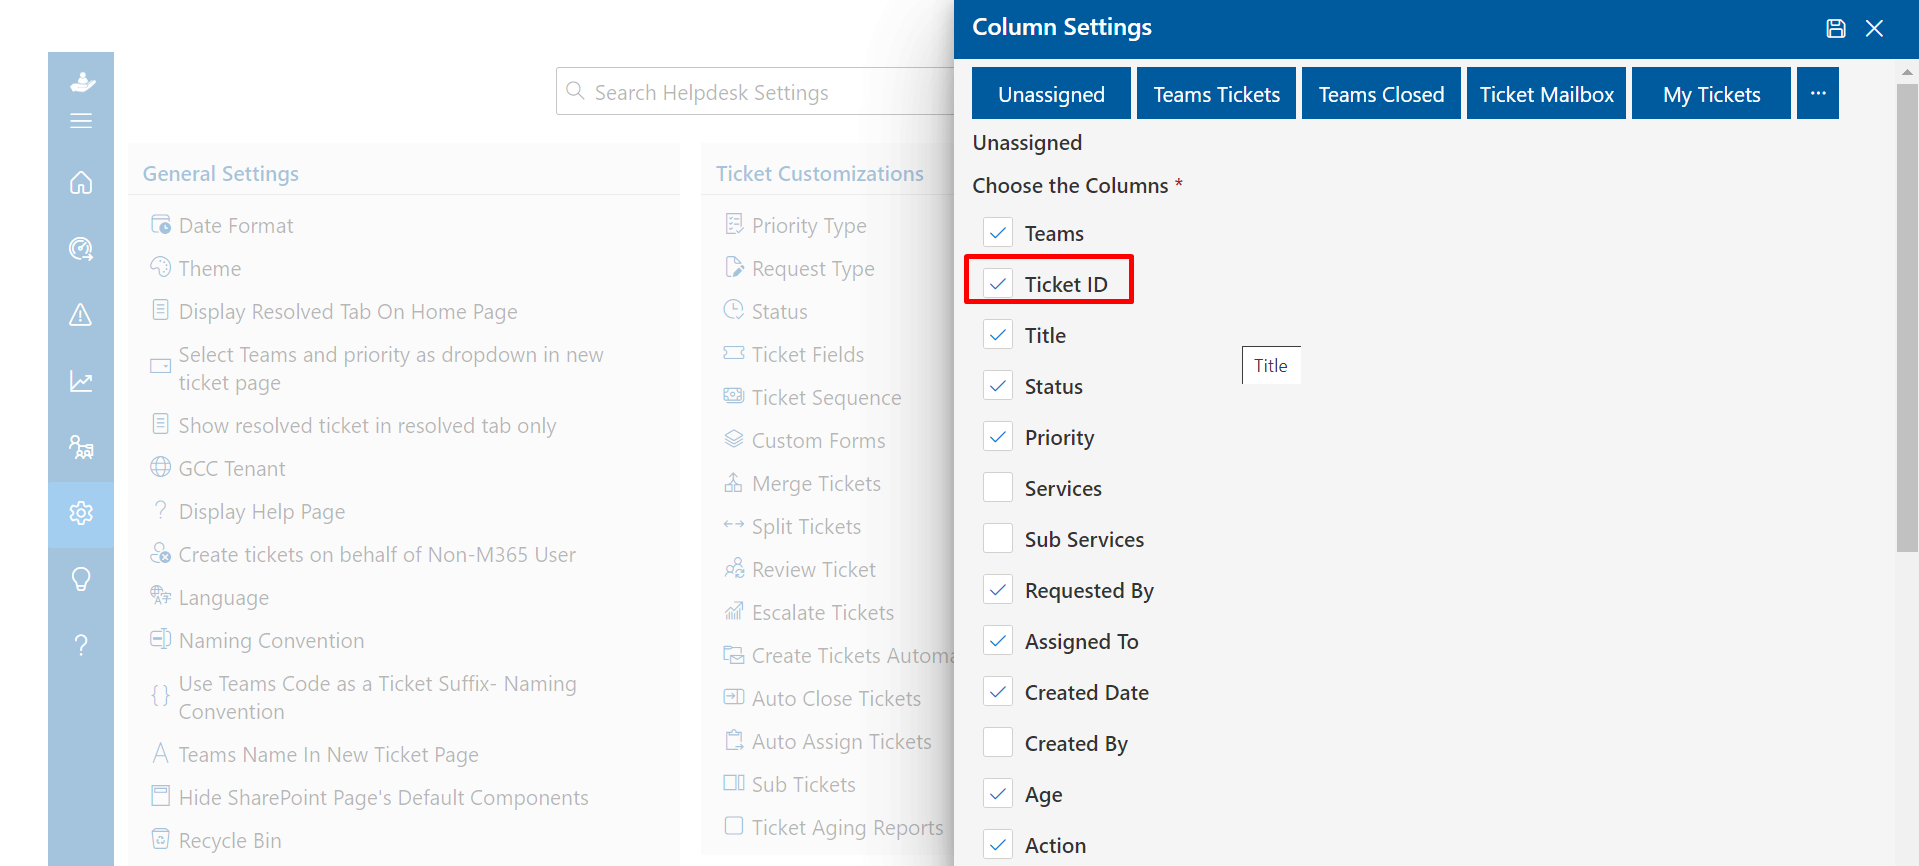 Column Settings
Search Helpdesk Settings
Unassigned
Teams Tickets
Teams Closed
Ticket Mailbox
My Tickets
...
General Settings
Date Format
Theme
Display Resolved Tab On Home Page
Select Teams and priority as dropdown in new
ticket page
Show resolved ticket in resolved tab only
GCC Tenant
Display Help Page
Create tickets on behalf of Non-M365 User
Language
Naming Convention
Use Teams Code as a Ticket Suffix- Naming
Convention
Teams Name In New Ticket Page
Hide SharePoint Page's Default Components
Recycle Bin
Ticket Customizations
Priority Type
Request Type
Status
Ticket Fields
Ticket Sequence
Custom Forms
Merge Tickets
Split Tickets
Review Ticket
Escalate Tickets
Create Tickets Automa
Auto Close Tickets
Auto Assign Tickets
Sub Tickets
Ticket Aging Reports
Unassigned
Choose the Columns *
Teams
Ticket ID
Title
Title
Status
Priority
Services
Sub Services
Requested By
Assigned To
Created Date
Created By
Age
Action